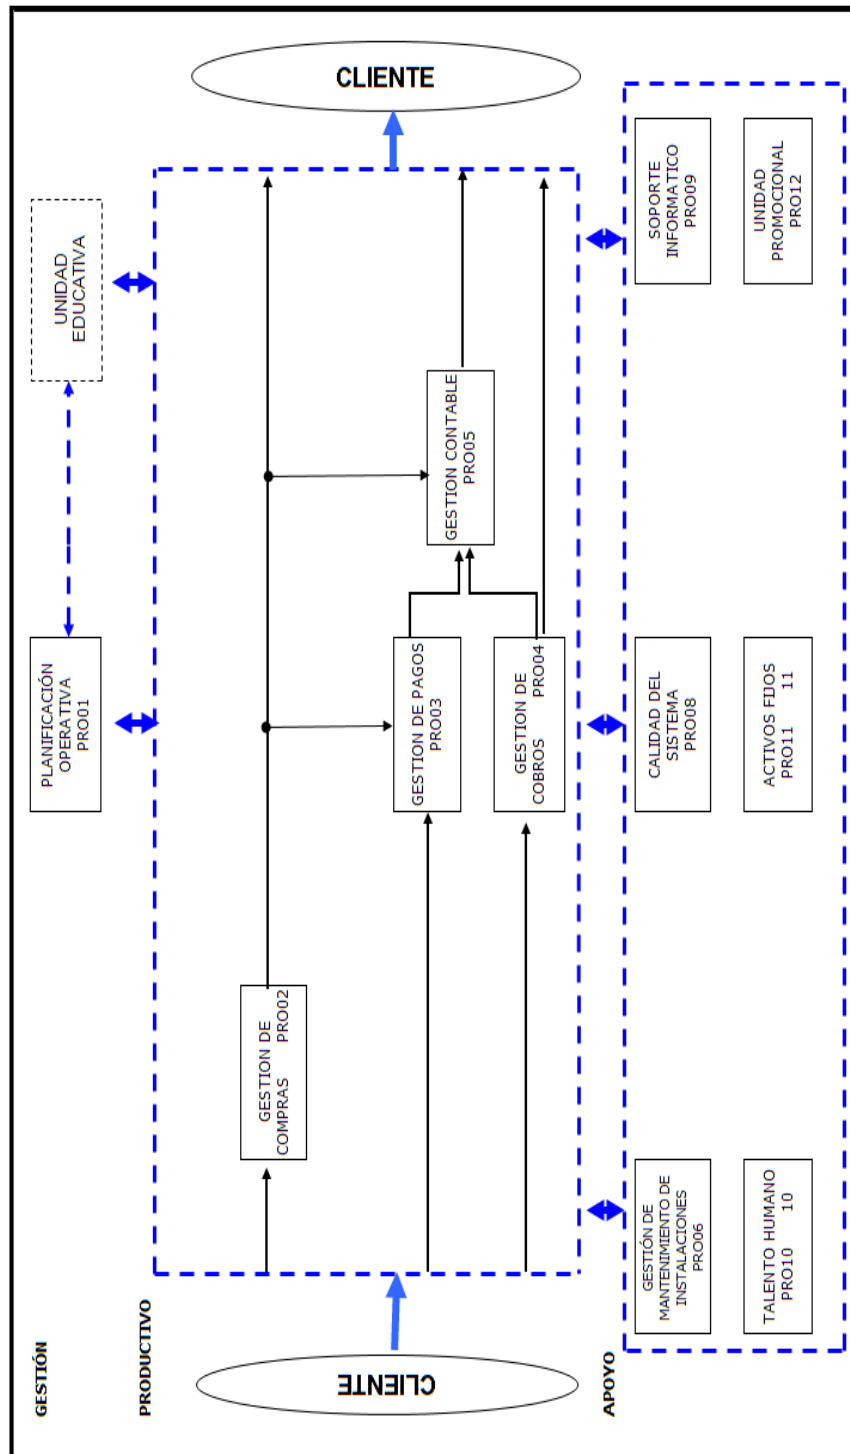 GESTIÓN
PLANIFICACIÓN
OPERATIVA
PRO01
UNIDAD
EDUCATIVA
PRODUCTIVO
CLIENTE
GESTION DE
COMPRAS PRO02
GESTION DE PAGOS
PRO03
GESTION DE
COBROS PRO04
GESTION CONTABLE
PRO05
CLIENTE
APOYO
GESTIÓN DE
MANTENIMIENTO DE
INSTALACIONES
PRO06
CALIDAD DEL
SISTEMA
PRO08
SOPORTE
INFORMATICO
PRO09
TALENTO HUMANO
PRO10 10
ACTIVOS FIJOS
PRO11 11
UNIDAD
PROMOCIONAL
PRO12